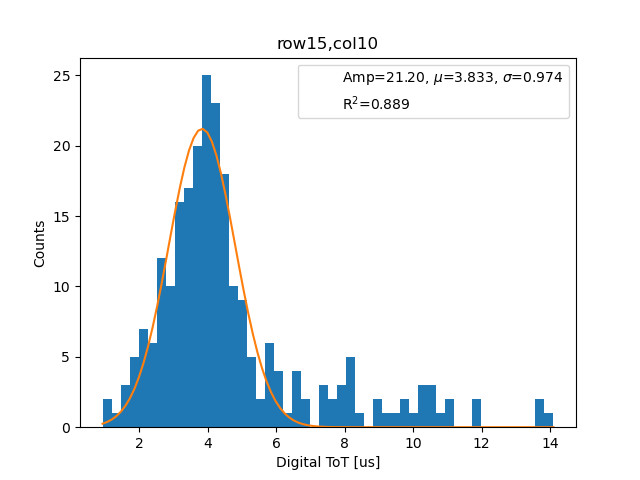 row15,col10
Amp=21.20, μ=3.833, σ=0.974
R²=0.889
Counts
25
20
15
10
5
0
2 4 6 8 10 12 14
Digital ToT [us]